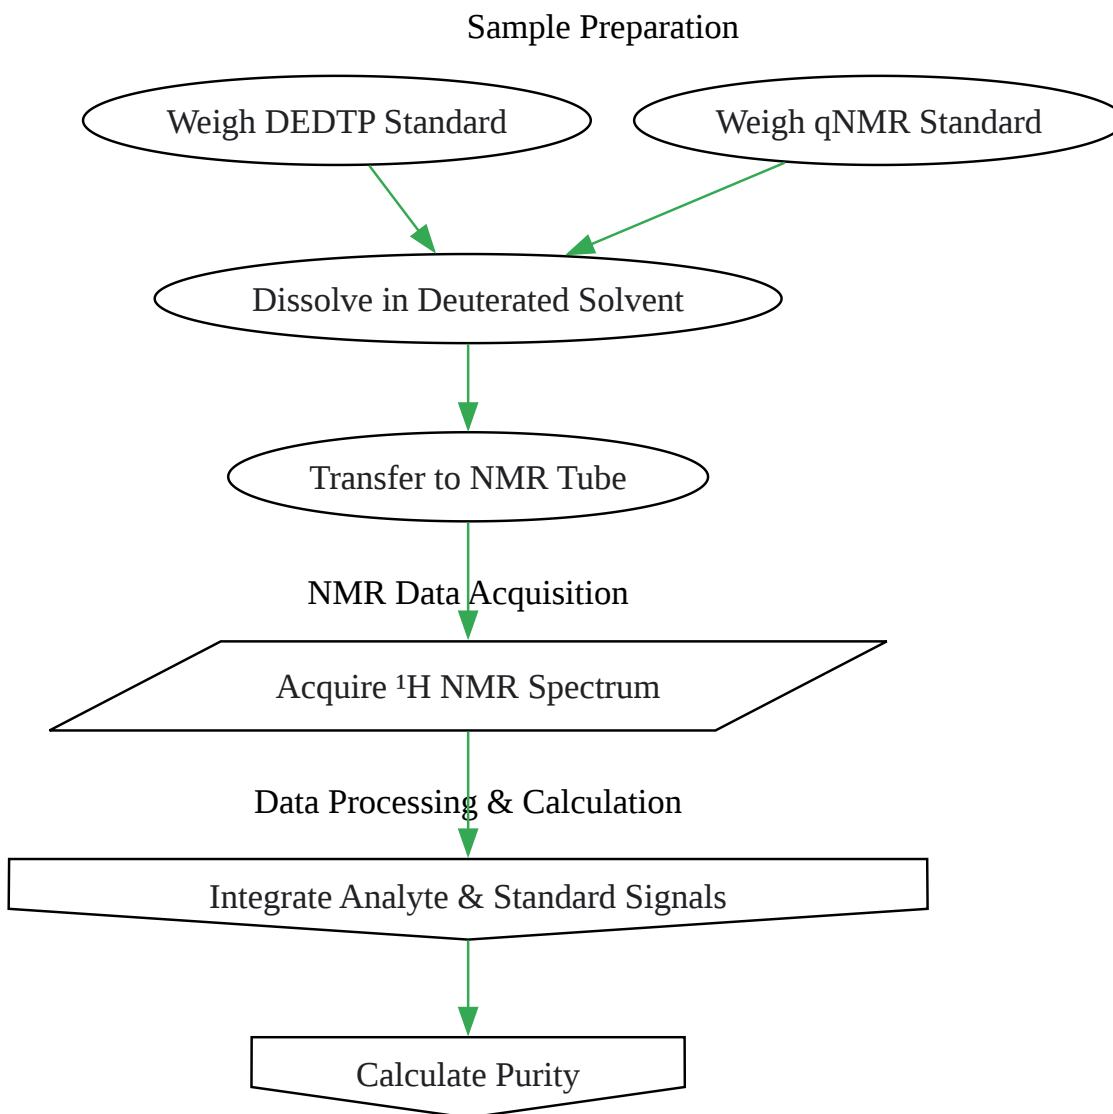 Sample Preparation
Weigh DEDTP Standard
Weigh qNMR Standard
Dissolve in Deuterated Solvent
Transfer to NMR Tube
NMR Data Acquisition
Acquire ¹H NMR Spectrum
Data Processing & Calculation
Integrate Analyte & Standard Signals
Calculate Purity